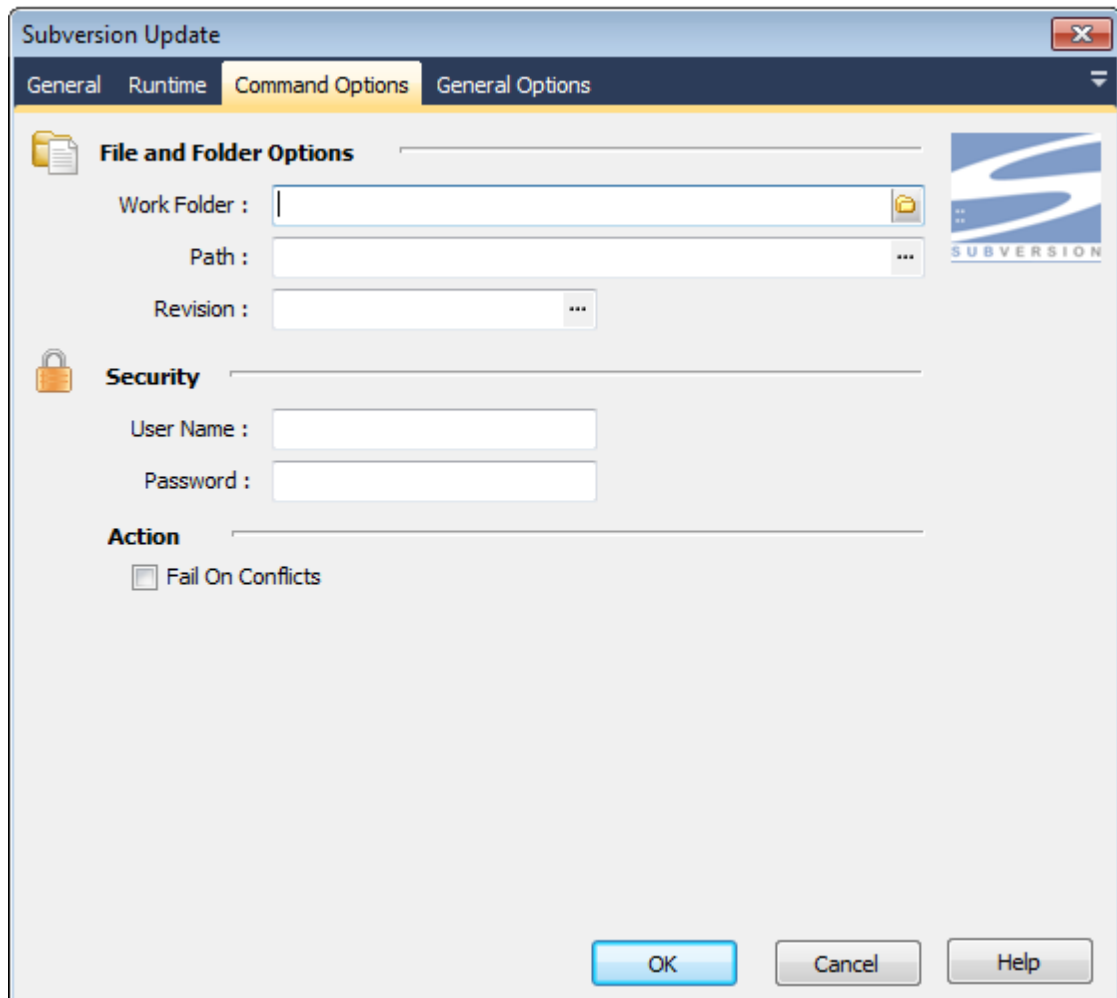 Subversion Update
General Runtime Command Options General Options
File and Folder Options
Work Folder :
Path :
...
SUBVERSION
Revision :
...
Security
User Name :
Password :
Action
Fail On Conflicts
OK Cancel Help